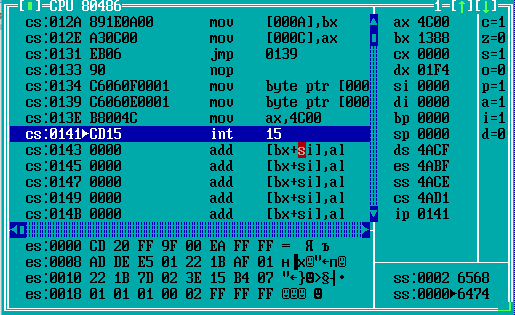 [■]=CPU 80486 1=[↑][↓]
cs:012A 891E0A00 mov [000A],bx
cs:012E A30C00 mov [000C],ax
cs:0131 EB06 jmp 0139
cs:0133 90 nop
cs:0134 C6060F0001 mov byte ptr [000
cs:0139 C6060E0001 mov byte ptr [000
cs:013E B8004C mov ax,4C00
cs:0141►CD15 int 15
cs:0143 0000 add [bx+si],al
cs:0145 0000 add [bx+si],al
cs:0147 0000 add [bx+si],al
cs:0149 0000 add [bx+si],al
cs:014B 0000 add [bx+si],al
ax 4C00 c=1
bx 1388 z=0
cx 0000 s=1
dx 01F4 o=0
si 0000 p=1
di 0000 a=1
bp 0000 i=1
sp 0000 d=0
ds 4ACF
es 4ABF
ss 4ACE
cs 4AD1
ip 0141
es:0000 CD 20 FF 9F 00 EA FF FF = Я ъ
es:0008 AD DE E5 01 22 1B AF 01 н▐х☺"←п☺
es:0010 22 1B 7D 02 3E 15 B4 07 "←}☻>§┤•
es:0018 01 01 01 00 02 FF FF FF ☺☺☺ ☻
ss:0002 6568
ss:0000►6474